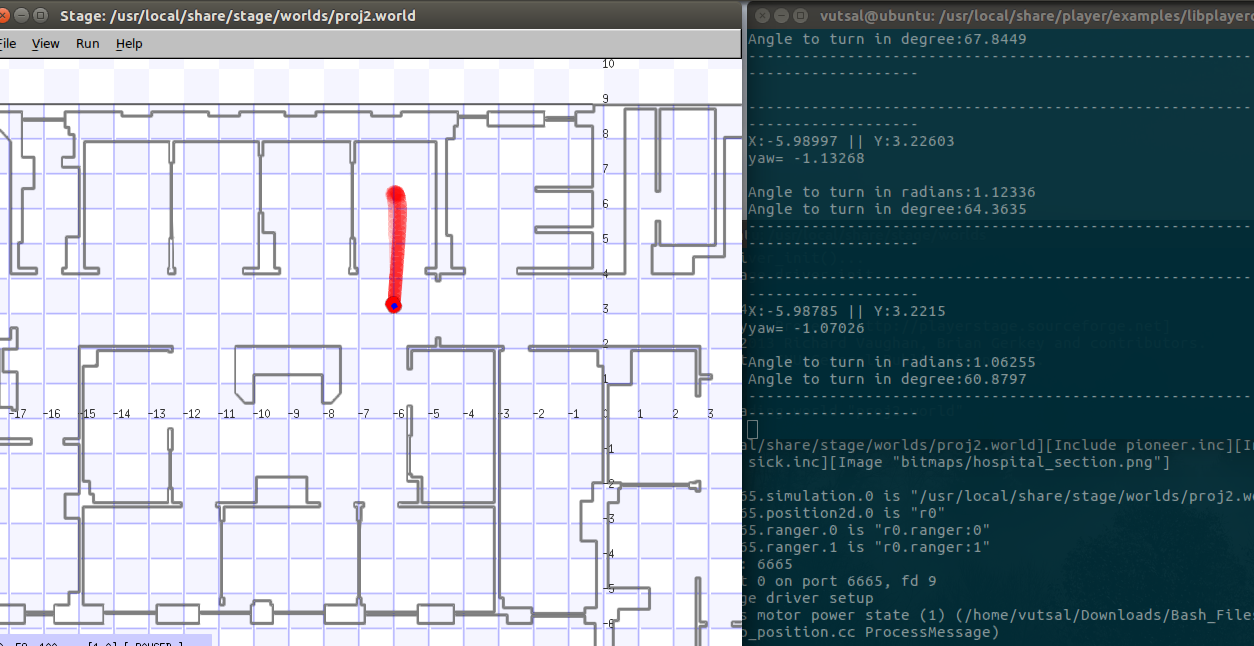 Stage: /usr/local/share/stage/worlds/proj2.world
File View Run Help
10
9
8
7
6
5
4
3
2
1
-17 -16 -15 -14 -13 -12 -11 -10 -9 -8 -7 -6 -5 -4 -3 -2 -1 0 1 2 3
-1
-2
-3
-4
-5
-6
vutsal@ubuntu: /usr/local/share/player/examples/libplayerc
Angle to turn in degree:67.8449
--------------------------------------------------
------------------
--------------------------------------------------
------------------
X:-5.98997 || Y:3.22603
yaw= -1.13268
Angle to turn in radians:1.12336
Angle to turn in degree:64.3635
--------------------------------------------------
------------------
--------------------------------------------------
------------------
X:-5.98785 || Y:3.2215
yaw= -1.07026
Angle to turn in radians:1.06255
Angle to turn in degree:60.8797
--------------------------------------------------
------------------
al/share/stage/worlds/proj2.world][Include pioneer.inc][In
sick.inc][Image "bitmaps/hospital_section.png"]
65.simulation.0 is "/usr/local/share/stage/worlds/proj2.wo
65.position2d.0 is "r0"
65.ranger.0 is "r0.ranger:0"
65.ranger.1 is "r0.ranger:1"
: 6665
t 0 on port 6665, fd 9
ge driver setup
s motor power state (1) (/home/vutsal/Downloads/Bash_Files
o_position.cc ProcessMessage)